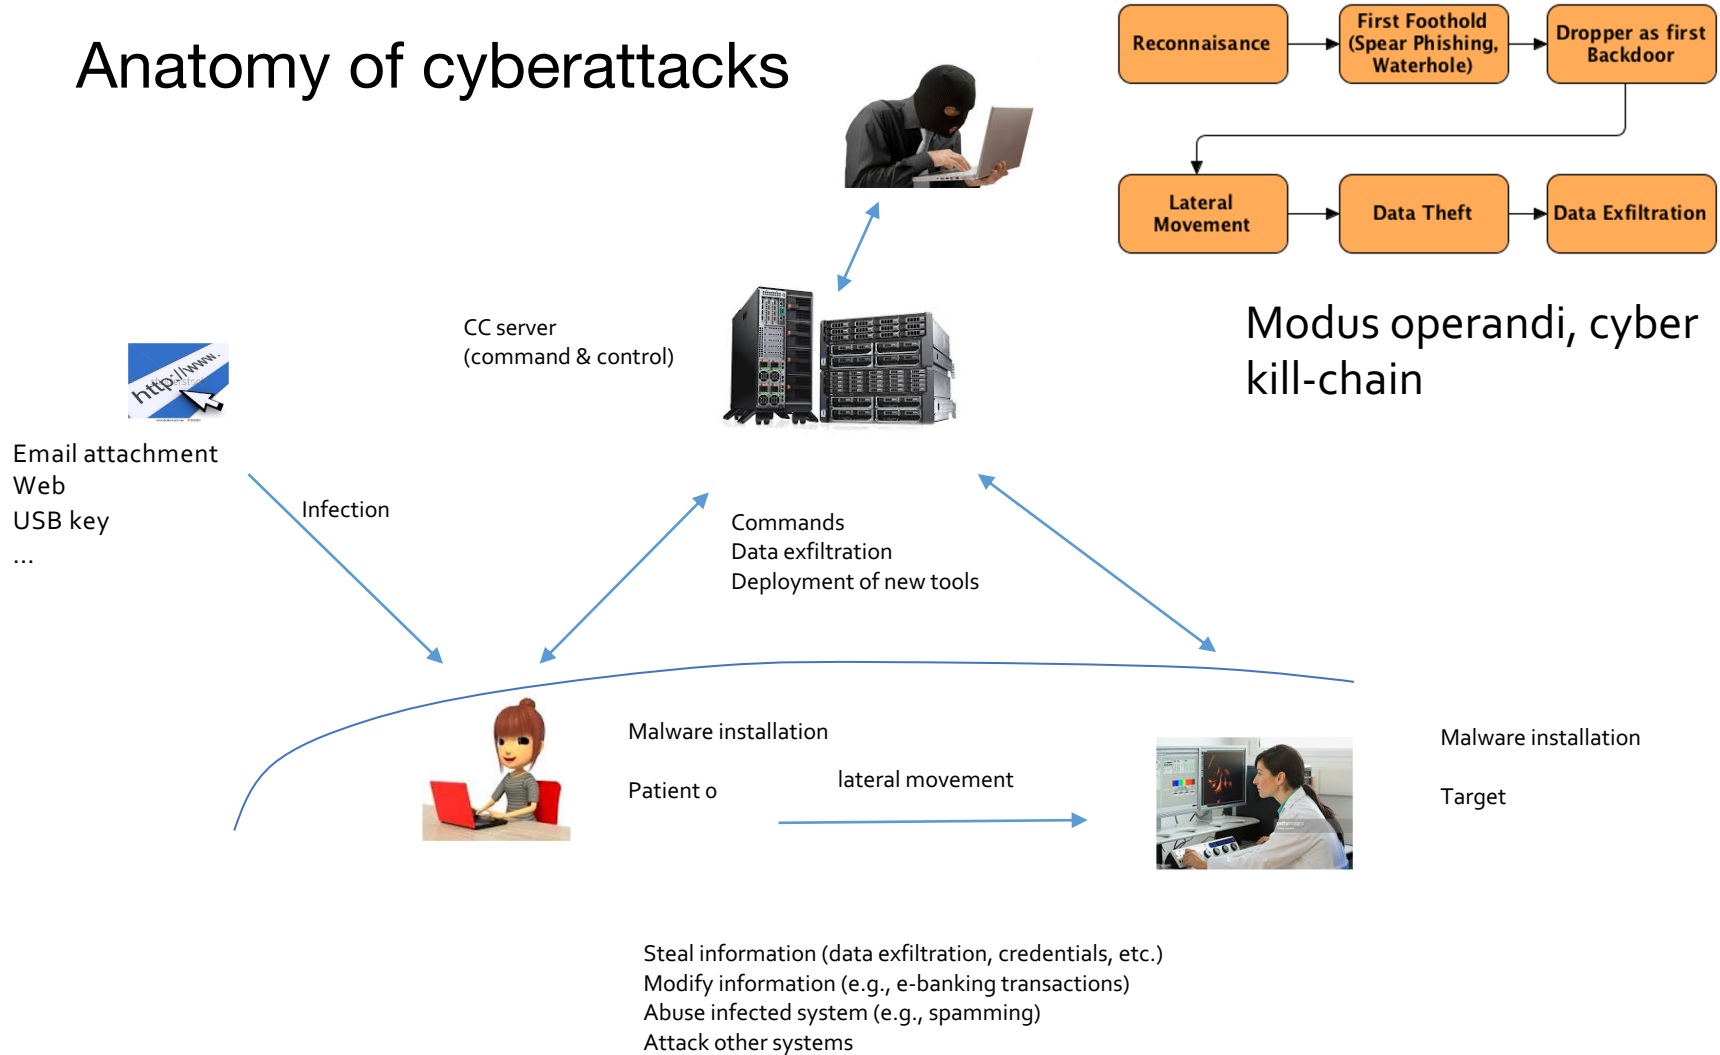 Anatomy of cyberattacks
Reconnaisance
First Foothold
(Spear Phishing,
Waterhole)
Dropper as first
Backdoor
Lateral
Movement
Data Theft
Data Exfiltration
Modus operandi, cyber
kill-chain
CC server
(command & control)
http://www.
Email attachment
Web
USB key
...
Infection
Commands
Data exfiltration
Deployment of new tools
Malware installation
Patient 0
lateral movement
Malware installation
Target
Steal information (data exfiltration, credentials, etc.)
Modify information (e.g., e-banking transactions)
Abuse infected system (e.g., spamming)
Attack other systems